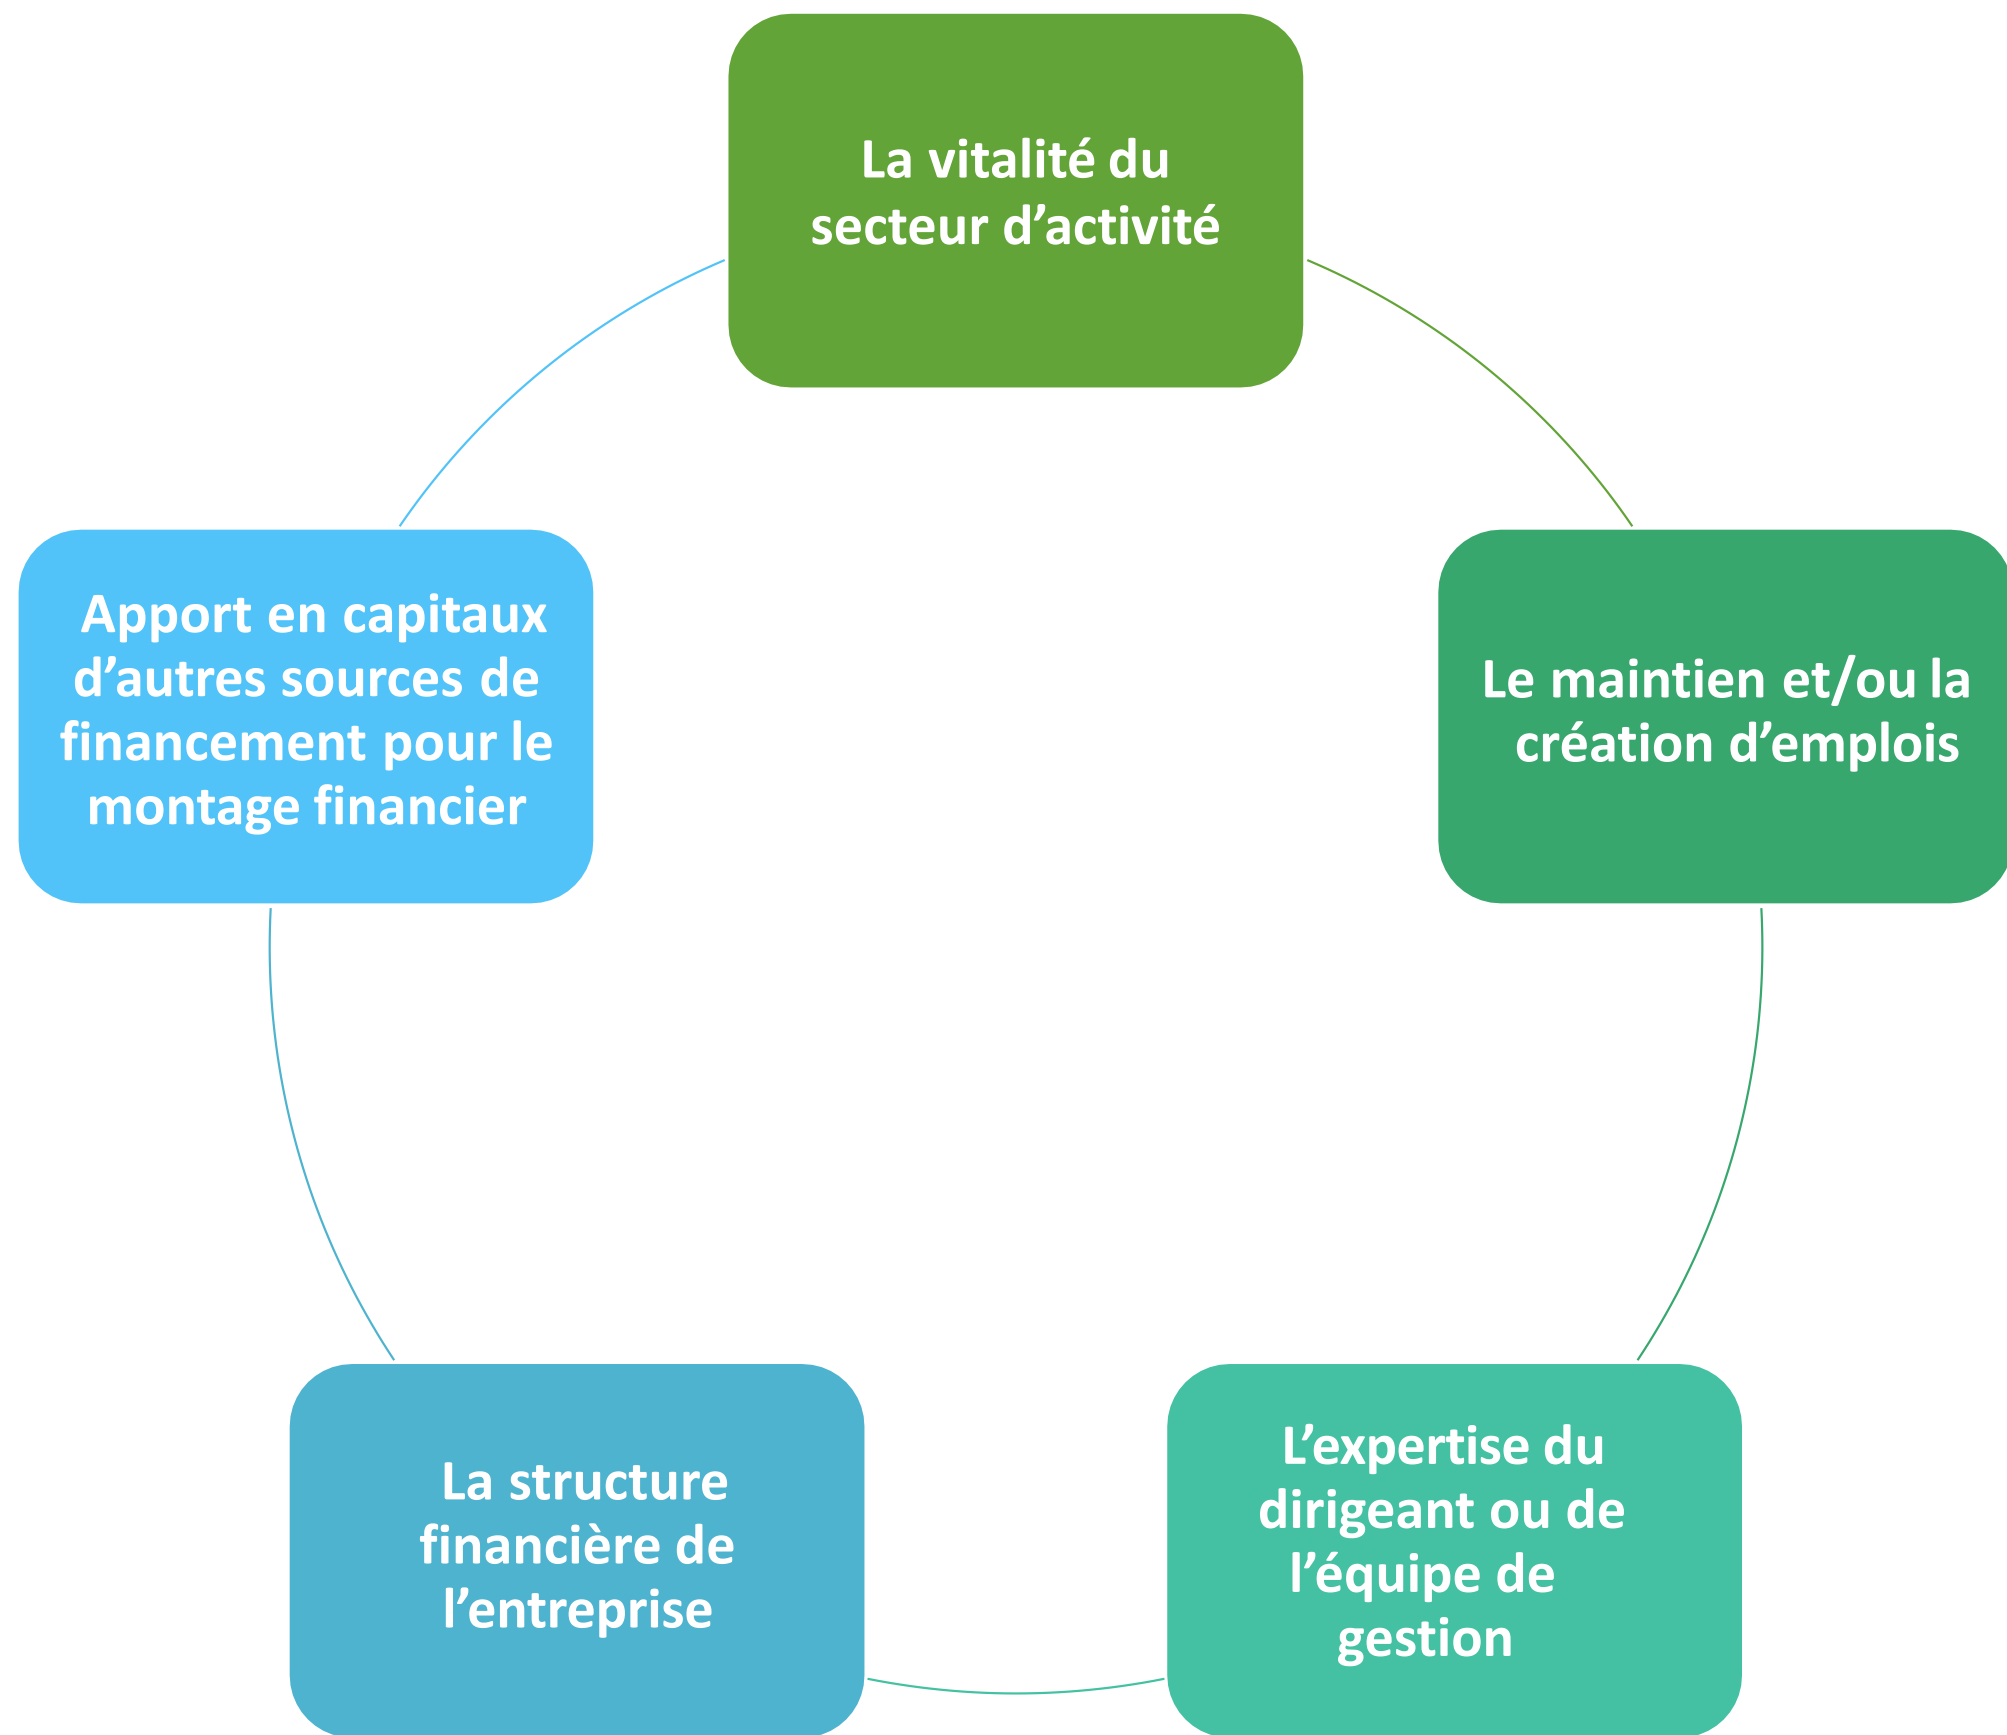 La vitalité du
secteur d’activité
Le maintien et/ou la
création d’emplois
L’expertise du
dirigeant ou de
l’équipe de
gestion
La structure
financière de
l’entreprise
Apport en capitaux
d’autres sources de
financement pour le
montage financier